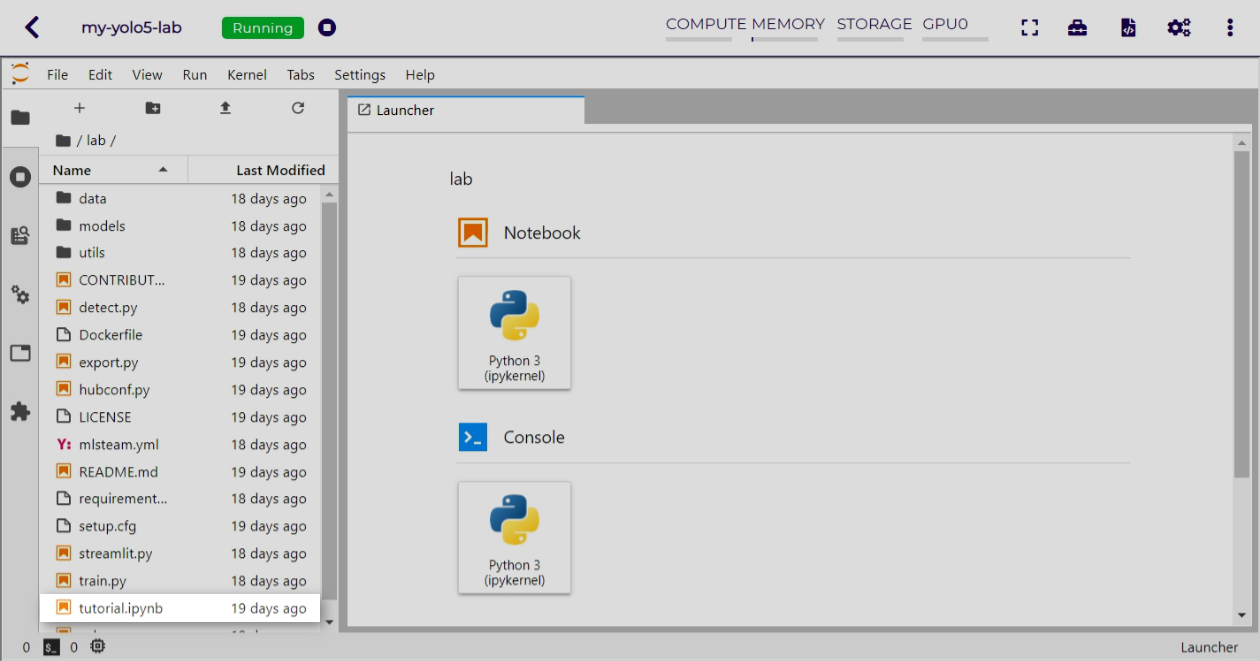 my-yolo5-lab Running COMPUTE MEMORY STORAGE GPU0
File Edit View Run Kernel Tabs Settings Help
Launcher
/ lab /
Name Last Modified
data 18 days ago
models 18 days ago
utils 18 days ago
CONTRIBUT... 19 days ago
detect.py 18 days ago
Dockerfile 19 days ago
export.py 19 days ago
hubconf.py 19 days ago
LICENSE 19 days ago
Y: mlsteam.yml 18 days ago
README.md 19 days ago
requirement... 18 days ago
setup.cfg 19 days ago
streamlit.py 18 days ago
train.py 18 days ago
tutorial.ipynb 19 days ago
lab
Notebook
Python 3
(ipykernel)
Console
Python 3
(ipykernel)
0 $_ 0 Launcher